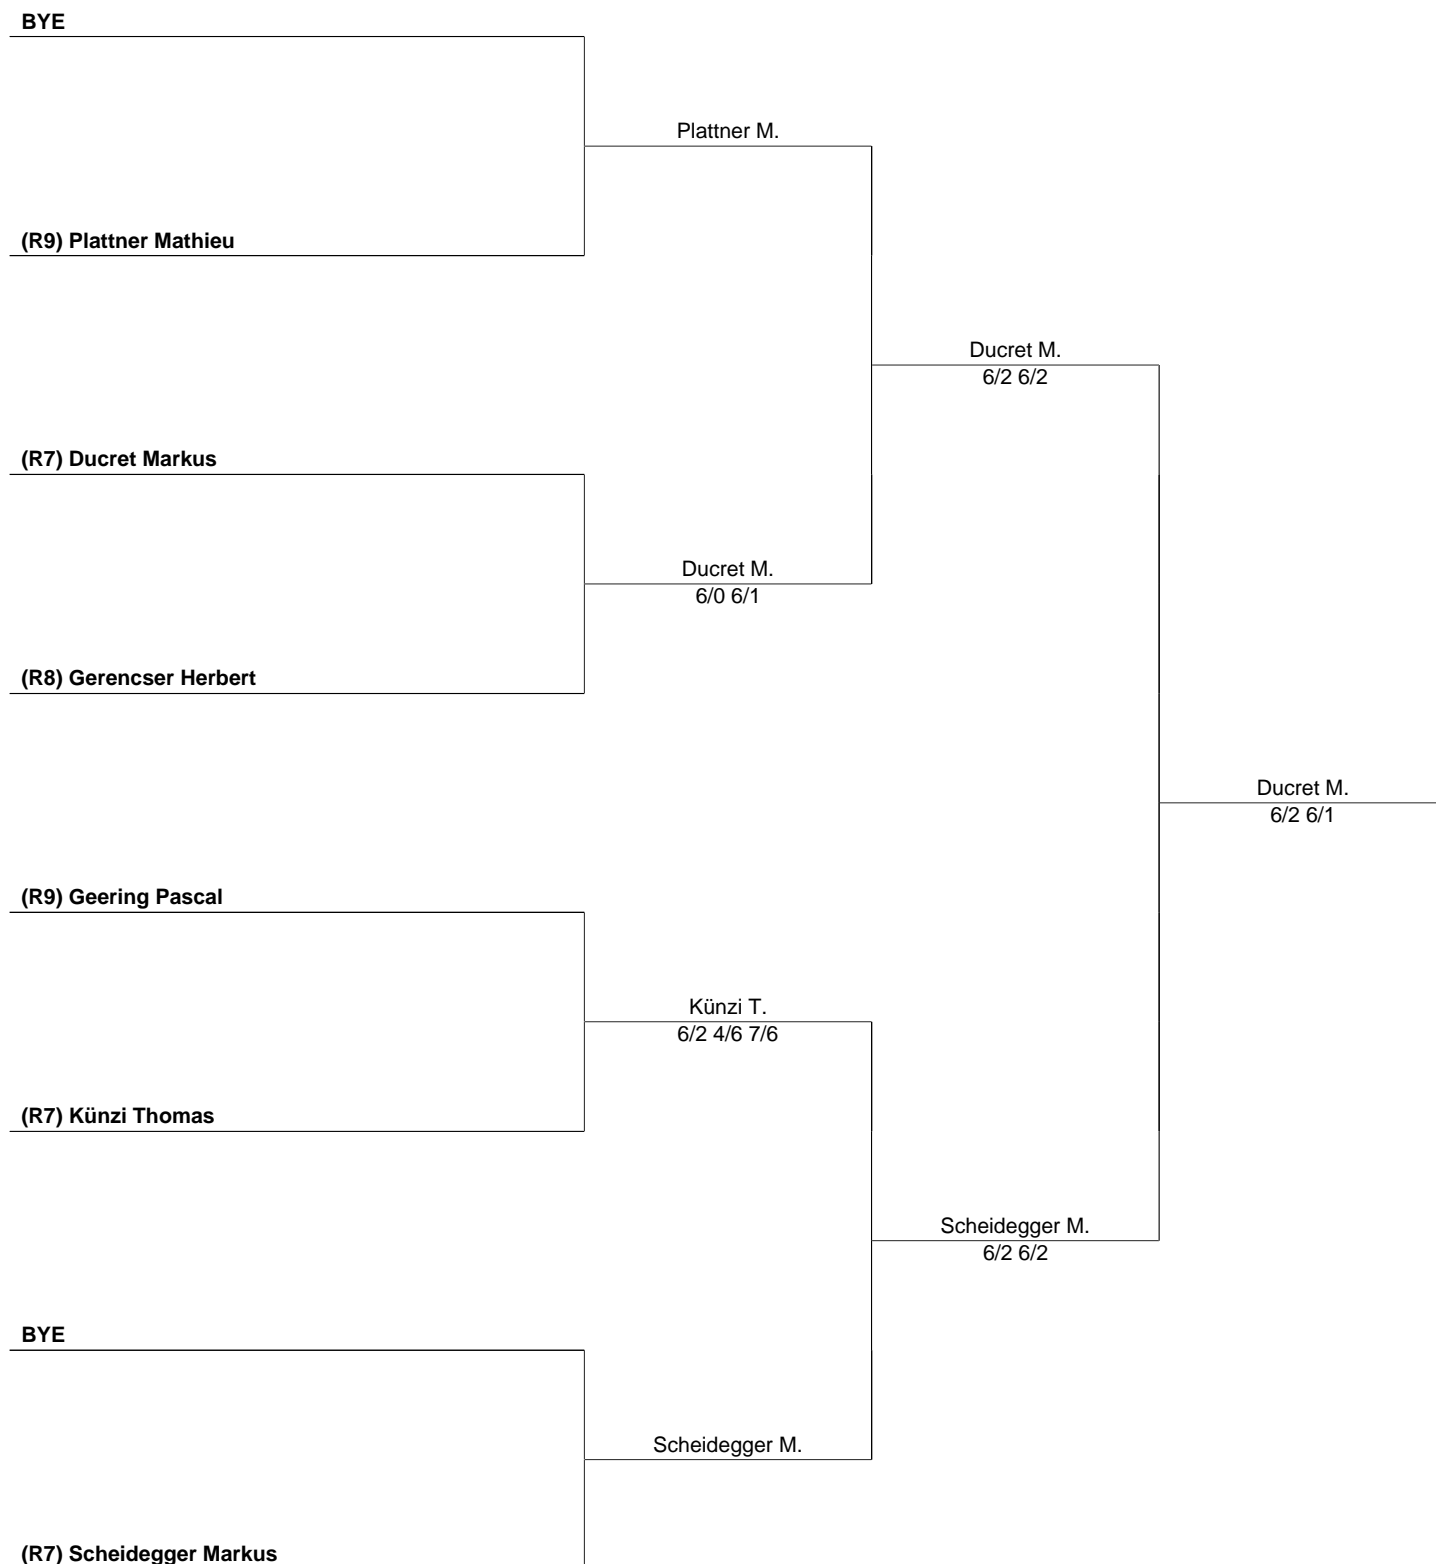 BYE
Plattner M.
(R9) Plattner Mathieu
Ducret M.
6/2 6/2
(R7) Ducret Markus
Ducret M.
6/0 6/1
(R8) Gerencser Herbert
Ducret M.
6/2 6/1
(R9) Geering Pascal
Künzi T.
6/2 4/6 7/6
(R7) Künzi Thomas
Scheidegger M.
6/2 6/2
BYE
Scheidegger M.
(R7) Scheidegger Markus